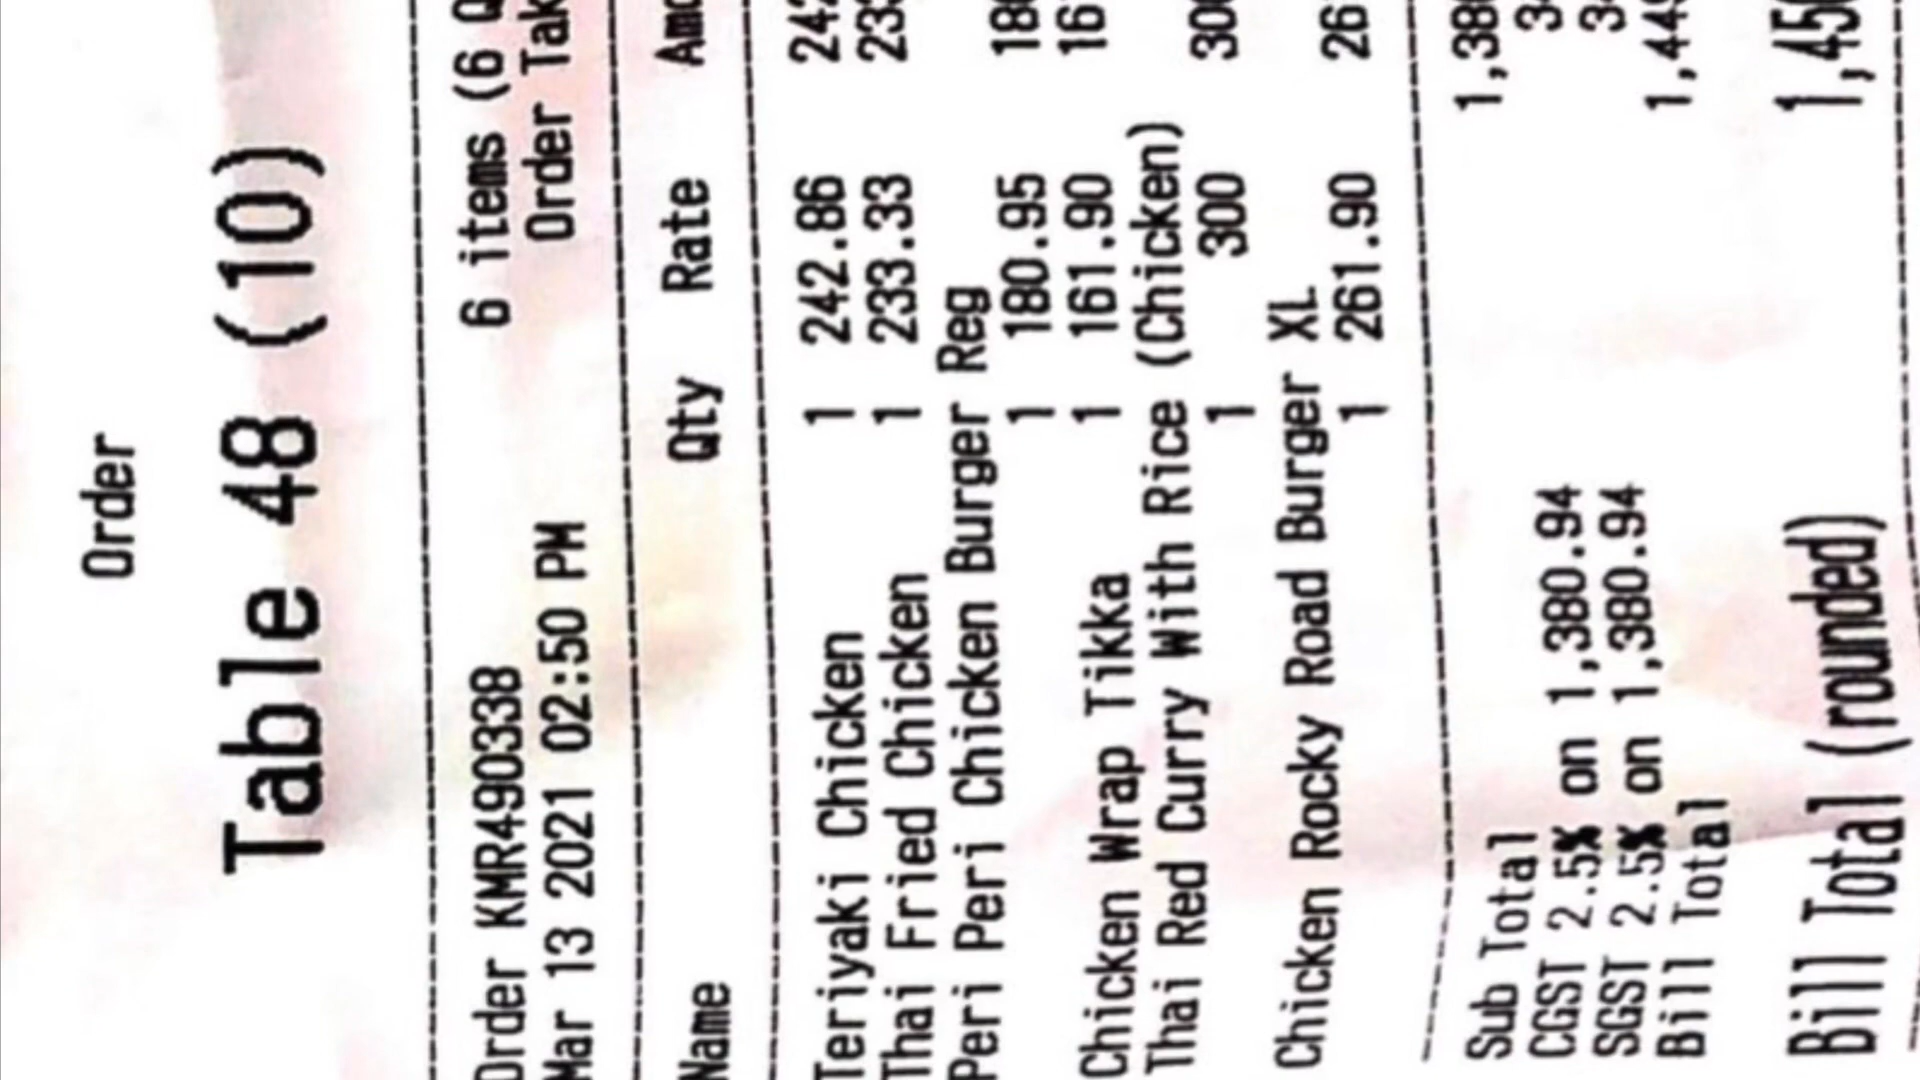 Order
Table 48 (10)
Order KMR490338 6 items (6
Mar 13 2021 02:50 PM Order
Name Qty Rate
Teriyaki Chicken 1 242.86
Thai Fried Chicken 1 233.33
Peri Peri Chicken Burger Reg
1 180.95
Chicken Wrap Tikka 1 161.90
Thai Red Curry With Rice (Chicken)
1 300
Chicken Rocky Road Burger XL
1 261.90
Sub Total
CGST 2.5% on 1,380.94
SGST 2.5% on 1,380.94
Bill Total
Bill Total (rounded)